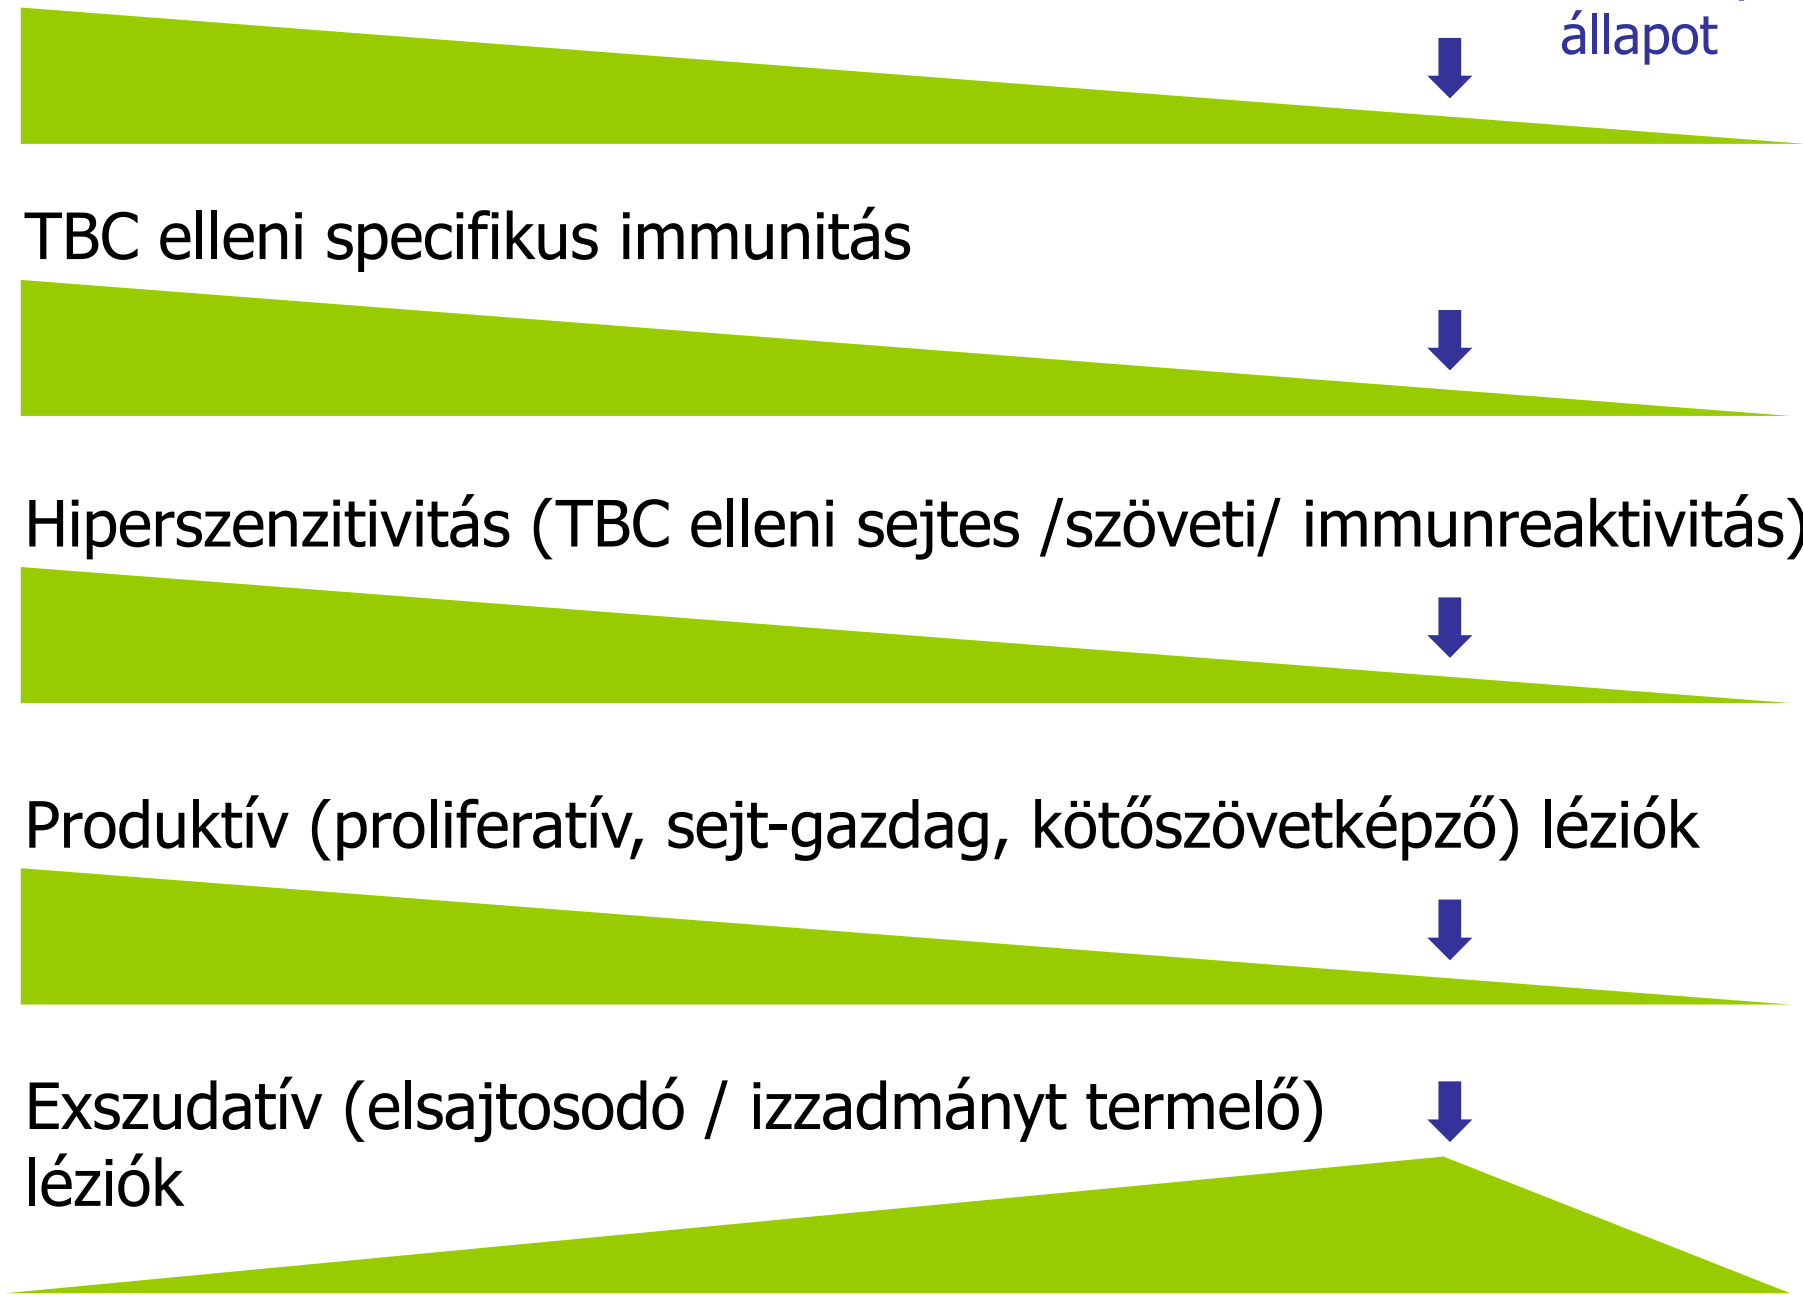 állapot
TBC elleni specifikus immunitás
Hiperszenzitivitás (TBC elleni sejtes /szöveti/ immunreaktivitás)
Produktív (proliferatív, sejt-gazdag, kötőszövetképző) léziók
Exszudatív (elsajtosodó / izzadmányt termelő)
léziók